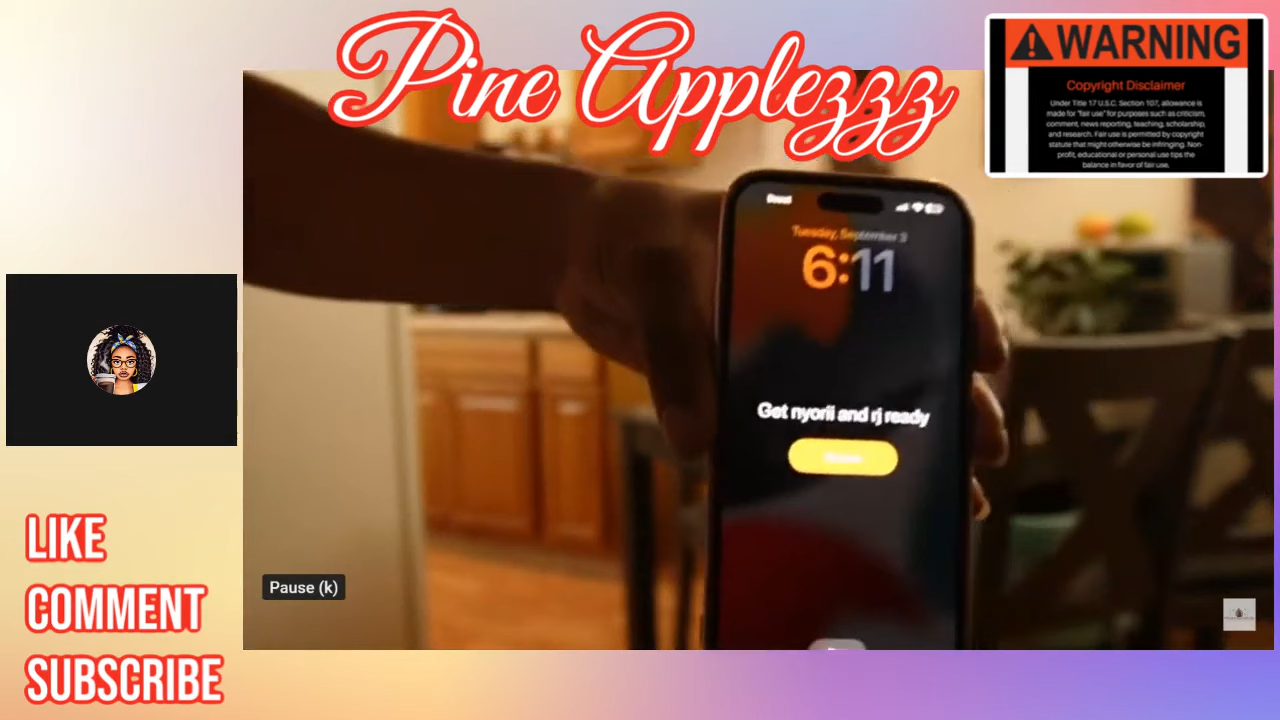 Pine Applezzz
WARNING
Copyright Disclaimer
Under Title 17 U.S.C. Section 107, allowance is
made for "fair use" for purposes such as criticism,
comment, news reporting, teaching, scholarship,
and research. Fair use is permitted by copyright
statute that might otherwise be infringing. Non-
profit, educational or personal use tips the
balance in favor of fair use.
Tuesday, September 3
6:11
Get nyorii and rj ready
Pause (k)
LIKE
COMMENT
SUBSCRIBE